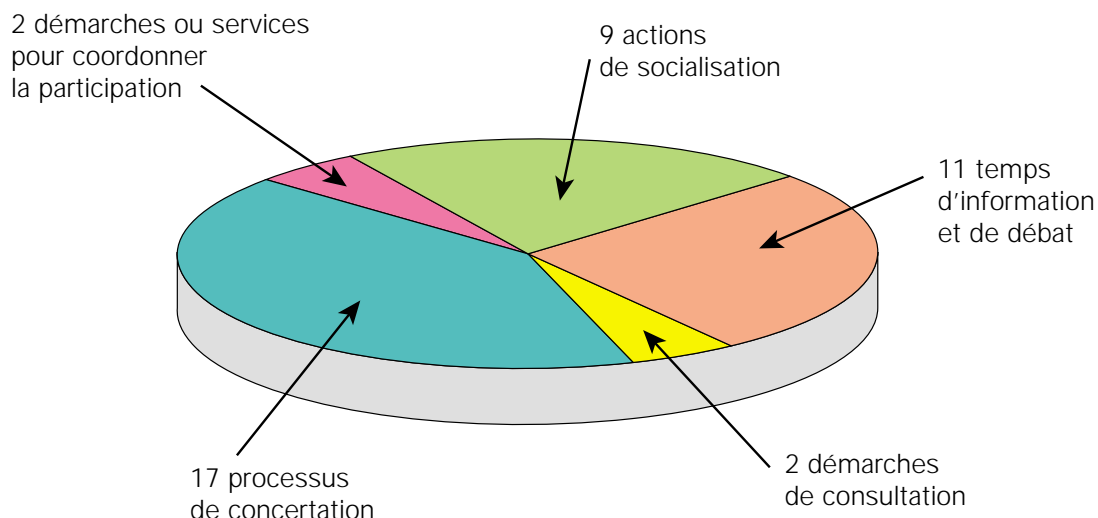 2 démarches ou services
pour coordonner
la participation
9 actions
de socialisation
11 temps
d'information
et de débat
17 processus
de concertation
2 démarches
de consultation